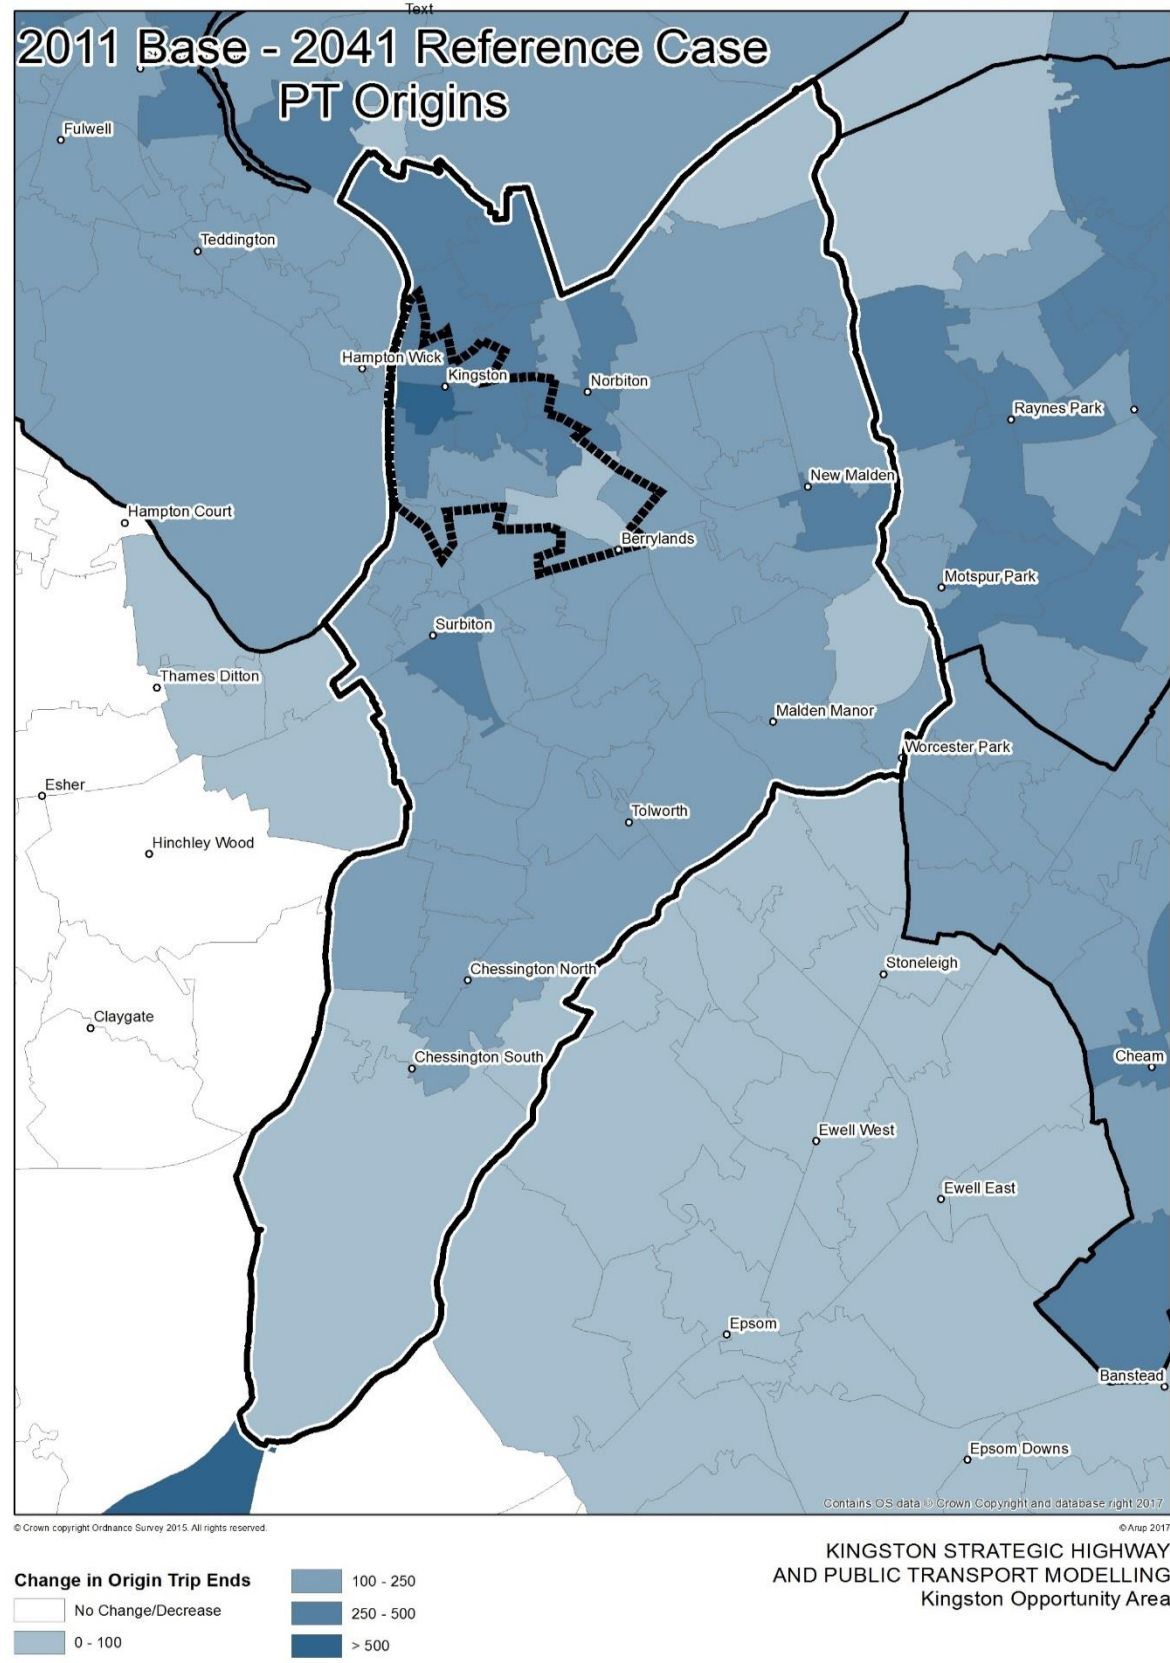 Text
2011 Base - 2041 Reference Case
PT Origins
Fulwell
Teddington
Hampton Wick
Kingston
Norbiton
Raynes Park
New Malden
Hampton Court
Berrylands
Motspur Park
Surbiton
Thames Ditton
Malden Manor
Worcester Park
Esher
Tolworth
Hinchley Wood
Stoneleigh
Chessington North
Claygate
Chessington South
Cheam
Ewell West
Ewell East
Epsom
Banstead
Epsom Downs
Contains OS data © Crown Copyright and database right 2017
© Crown copyright Ordnance Survey 2015. All rights reserved.
© Arup 2017
KINGSTON STRATEGIC HIGHWAY
AND PUBLIC TRANSPORT MODELLING
Kingston Opportunity Area
Change in Origin Trip Ends
No Change/Decrease
0 - 100
100 - 250
250 - 500
> 500